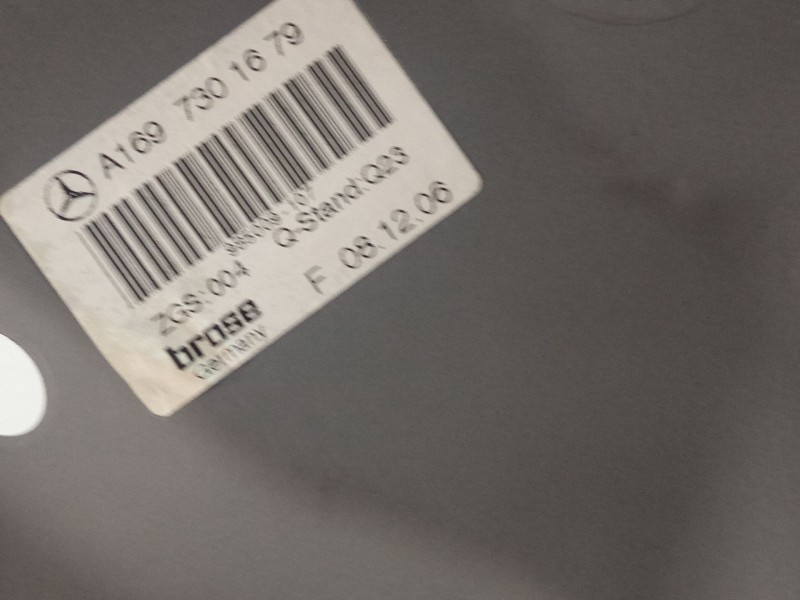 A169 730 16 79
Q-Stand:Q23
ZGS:004
F 08.12.06
brose
Germany